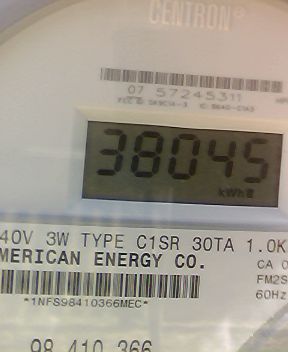 CENTRON®
07 57245311
38045
kWh
40V 3W TYPE C1SR 30TA 1.0K
MERICAN ENERGY CO.
CA 0
FM2S
60Hz
*1NFS98410366MEC*
98 410 366